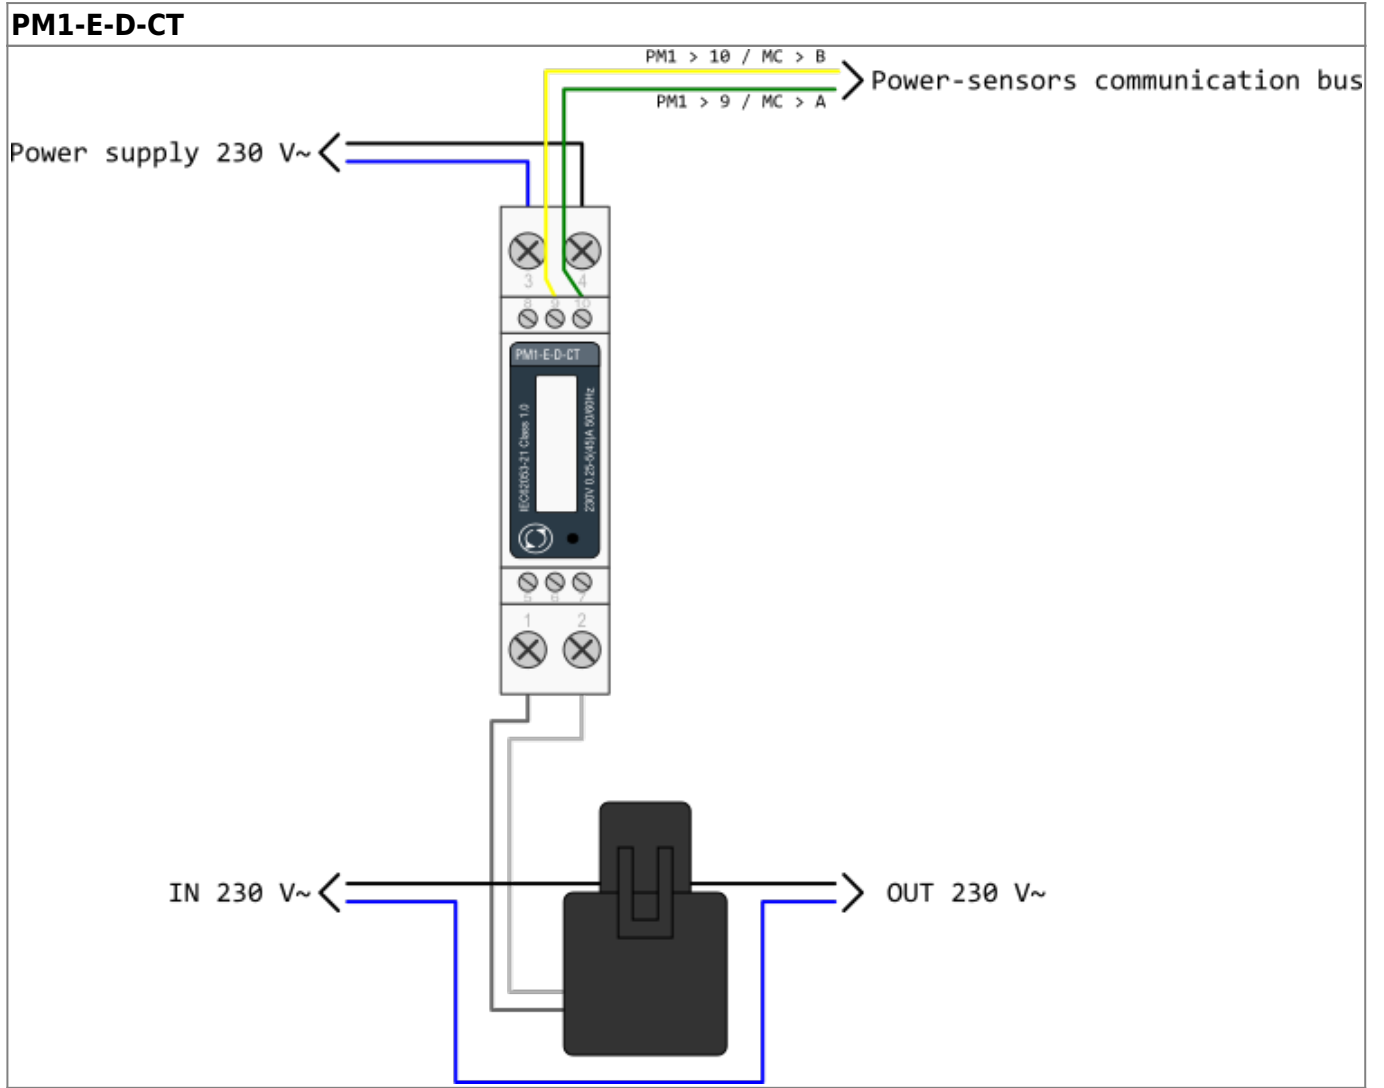 PM1-E-D-CT
PM1 > 10 / MC > B
Power-sensors communication bus
PM1 > 9 / MC > A
Power supply 230 V~
3
4
8 9 10
PM1-E-D-CT
IEC62053-21 Class 1.0
230V 0.25-5(45)A 50/60Hz
5 6 7
1 2
IN 230 V~
OUT 230 V~